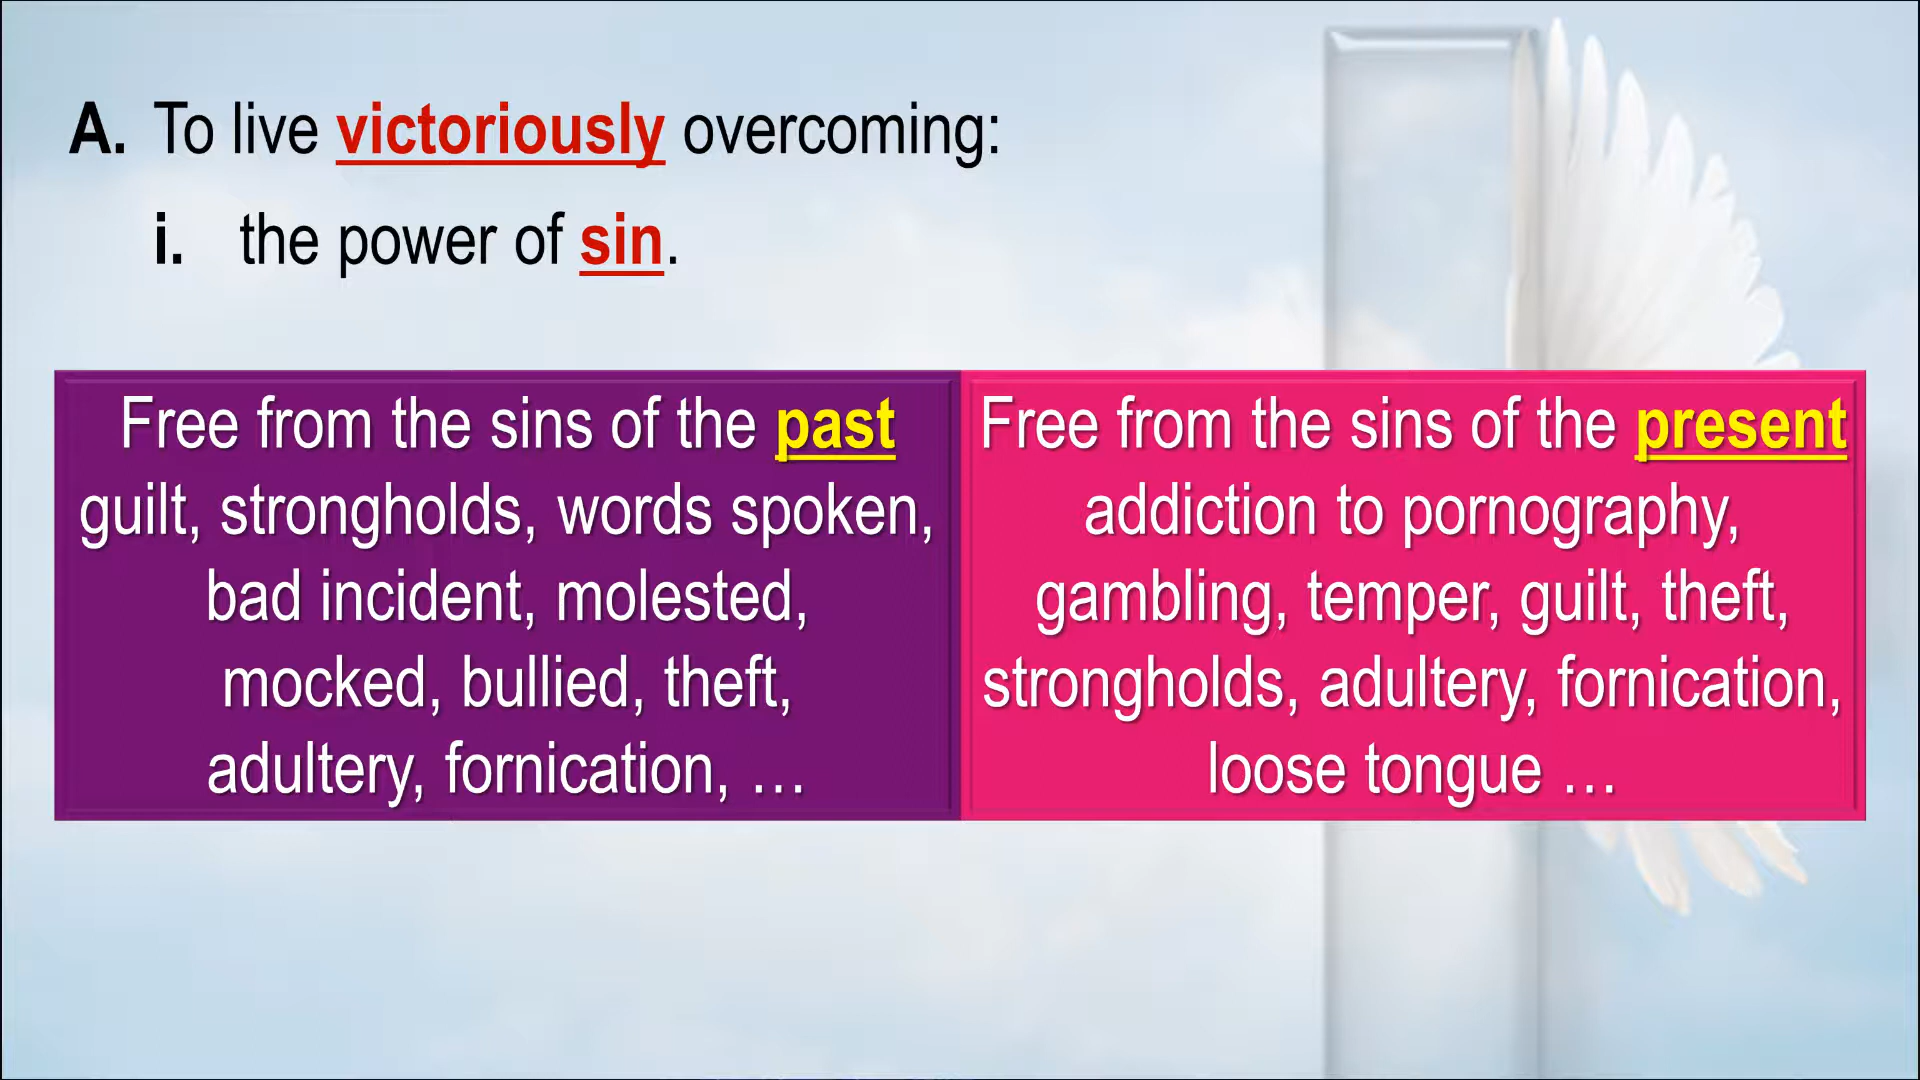 A. To live victoriously overcoming:
i. the power of sin.
Free from the sins of the past
guilt, strongholds, words spoken,
bad incident, molested,
mocked, bullied, theft,
adultery, fornication, …
Free from the sins of the present
addiction to pornography,
gambling, temper, guilt, theft,
strongholds, adultery, fornication,
loose tongue …